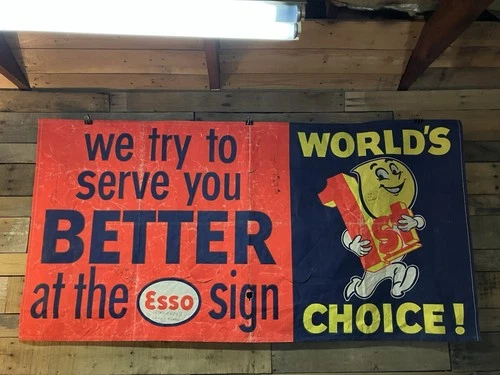 we try to
serve you
BETTER
at the Esso sign
WORLD'S
1st
CHOICE!